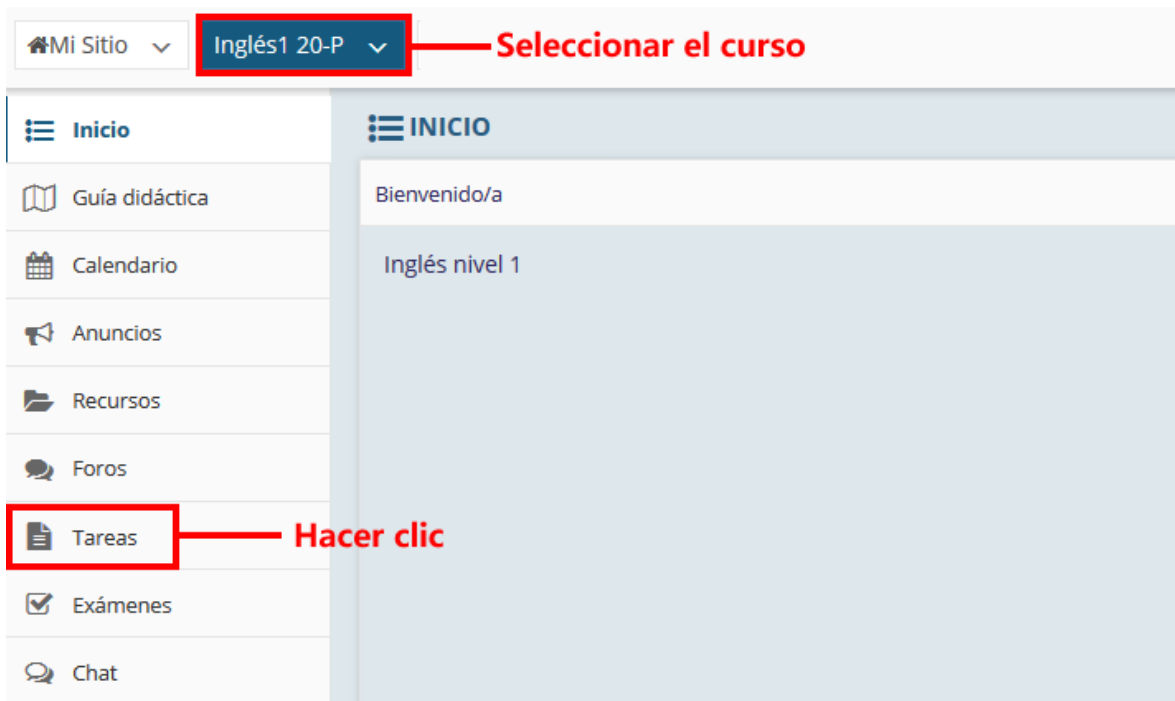 Mi Sitio
Inglés1 20-P
Seleccionar el curso
Inicio
INICIO
Guía didáctica
Bienvenido/a
Calendario
Inglés nivel 1
Anuncios
Recursos
Foros
Tareas
Hacer clic
Exámenes
Chat